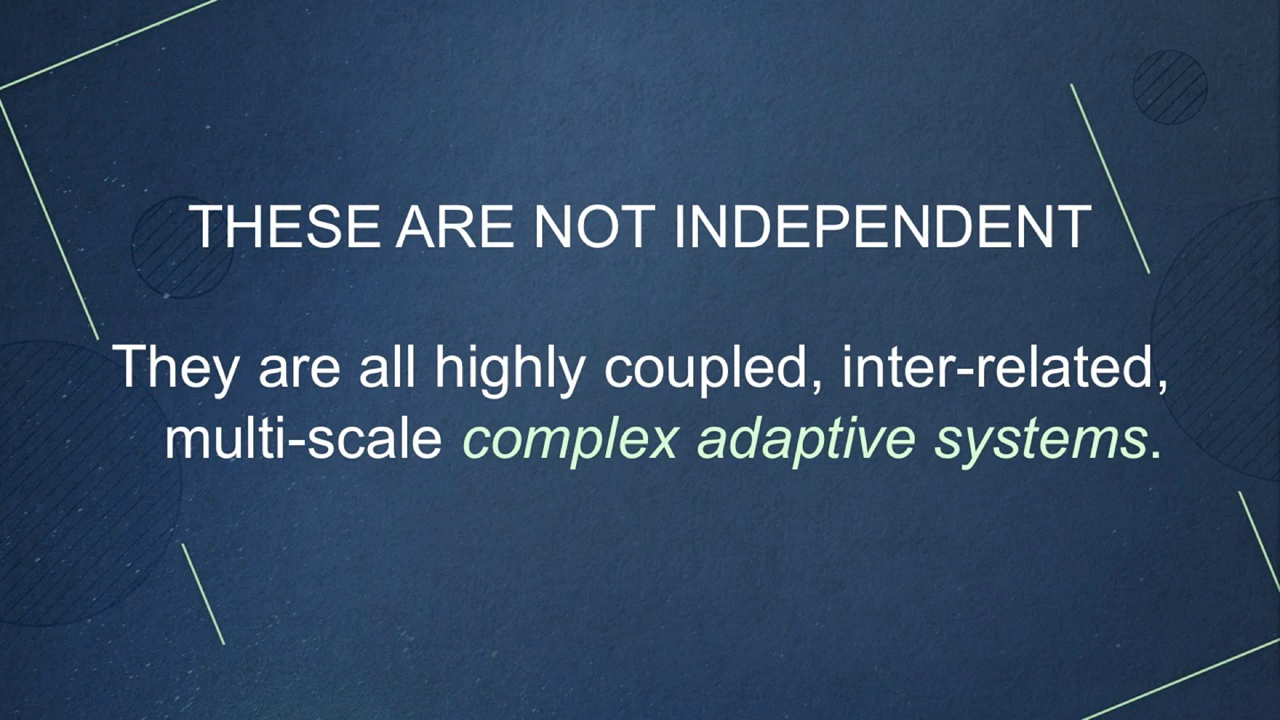 THESE ARE NOT INDEPENDENT
They are all highly coupled, inter-related,
multi-scale complex adaptive systems.